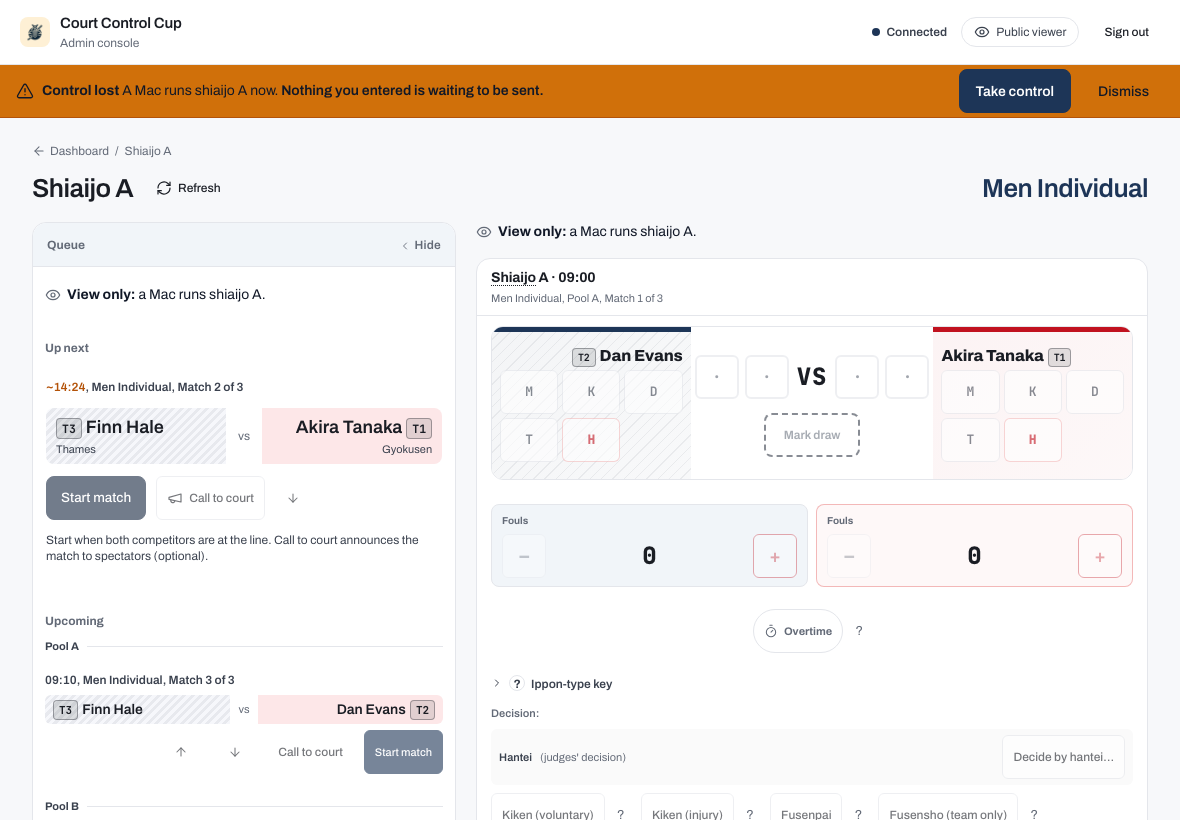 Court Control Cup
Admin console
Connected
Public viewer
Sign out
Control lost A Mac runs shiaijo A now. Nothing you entered is waiting to be sent.
Take control
Dismiss
Dashboard / Shiaijo A
Shiaijo A
Refresh
Men Individual
Queue
Hide
View only: a Mac runs shiaijo A.
Up next
~14:24, Men Individual, Match 2 of 3
T3 Finn Hale
Thames
vs
Akira Tanaka T1
Gyokusen
Start match
Call to court
Start when both competitors are at the line. Call to court announces the
match to spectators (optional).
Upcoming
Pool A
09:10, Men Individual, Match 3 of 3
T3 Finn Hale
vs
Dan Evans T2
Call to court
Start match
Pool B
View only: a Mac runs shiaijo A.
Shiaijo A · 09:00
Men Individual, Pool A, Match 1 of 3
T2 Dan Evans
M K D
T H
· · VS · ·
Mark draw
Akira Tanaka T1
M K D
T H
Fouls
− 0 +
Fouls
− 0 +
Overtime ?
? Ippon-type key
Decision:
Hantei (judges' decision)
Decide by hantei...
Kiken (voluntary) ? Kiken (injury) ? Fusenpai ? Fusensho (team only) ?